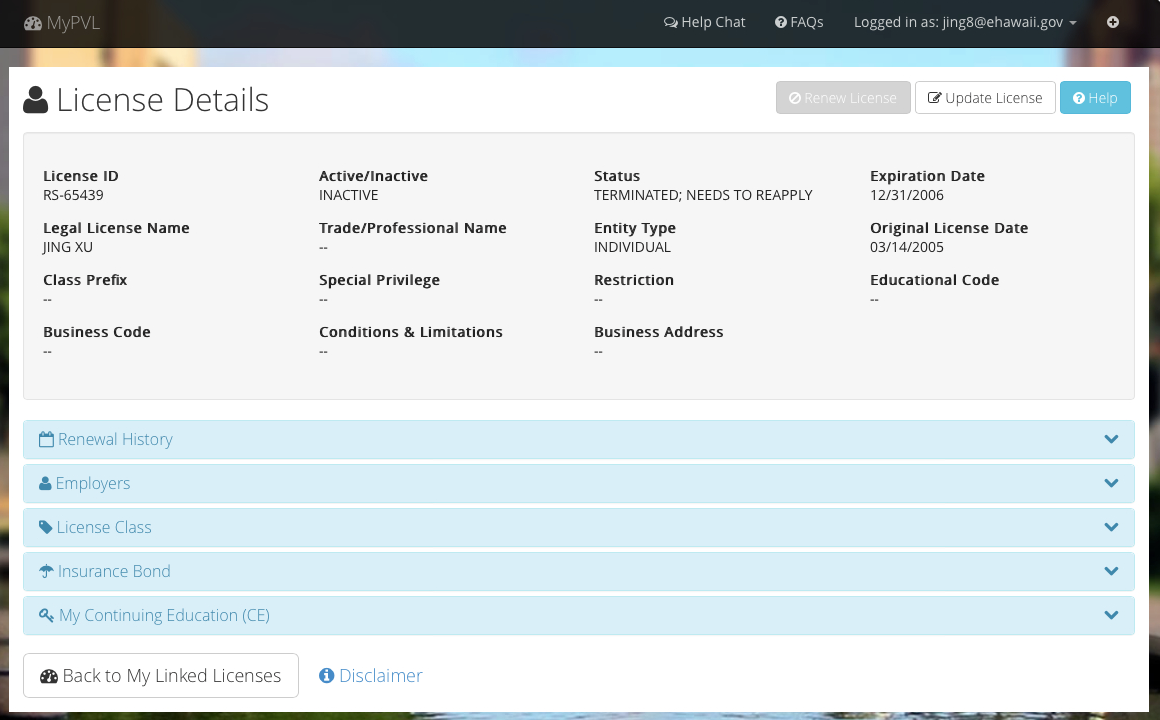 MyPVL Help Chat FAQs Logged in as: jing8@ehawaii.gov
License Details Renew License Update License Help
License ID Active/Inactive Status Expiration Date
RS-65439 INACTIVE TERMINATED; NEEDS TO REAPPLY 12/31/2006
Legal License Name Trade/Professional Name Entity Type Original License Date
JING XU -- INDIVIDUAL 03/14/2005
Class Prefix Special Privilege Restriction Educational Code
-- -- -- --
Business Code Conditions & Limitations Business Address
-- -- --
Renewal History
Employers
License Class
Insurance Bond
My Continuing Education (CE)
Back to My Linked Licenses Disclaimer